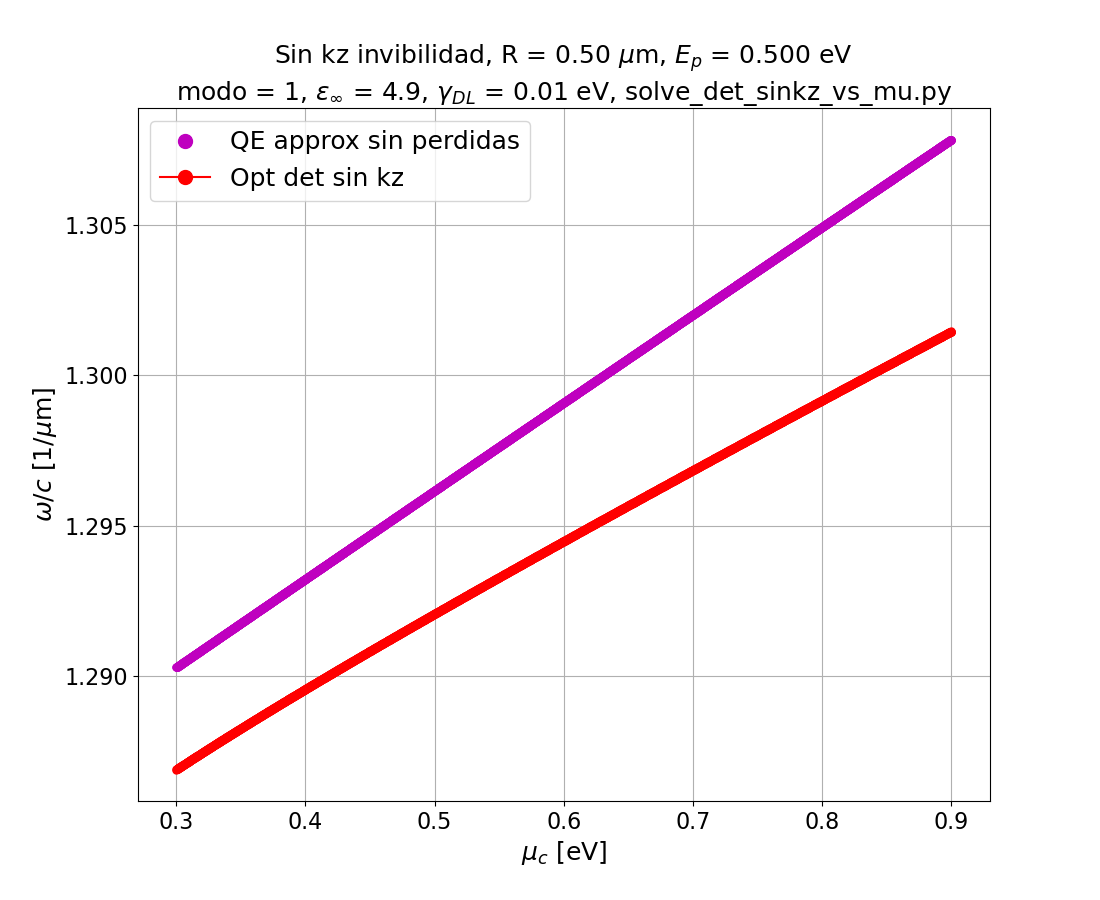 Sin kz invibilidad, R = 0.50 μm, $E_p$ = 0.500 eV
modo = 1, $ε_∞$ = 4.9, $γ_{DL}$ = 0.01 eV, solve_det_sinkz_vs_mu.py
QE approx sin perdidas
Opt det sin kz
ω/c [1/μm]
1.305
1.300
1.295
1.290
0.3 0.4 0.5 0.6 0.7 0.8 0.9
$μ_c$ [eV]